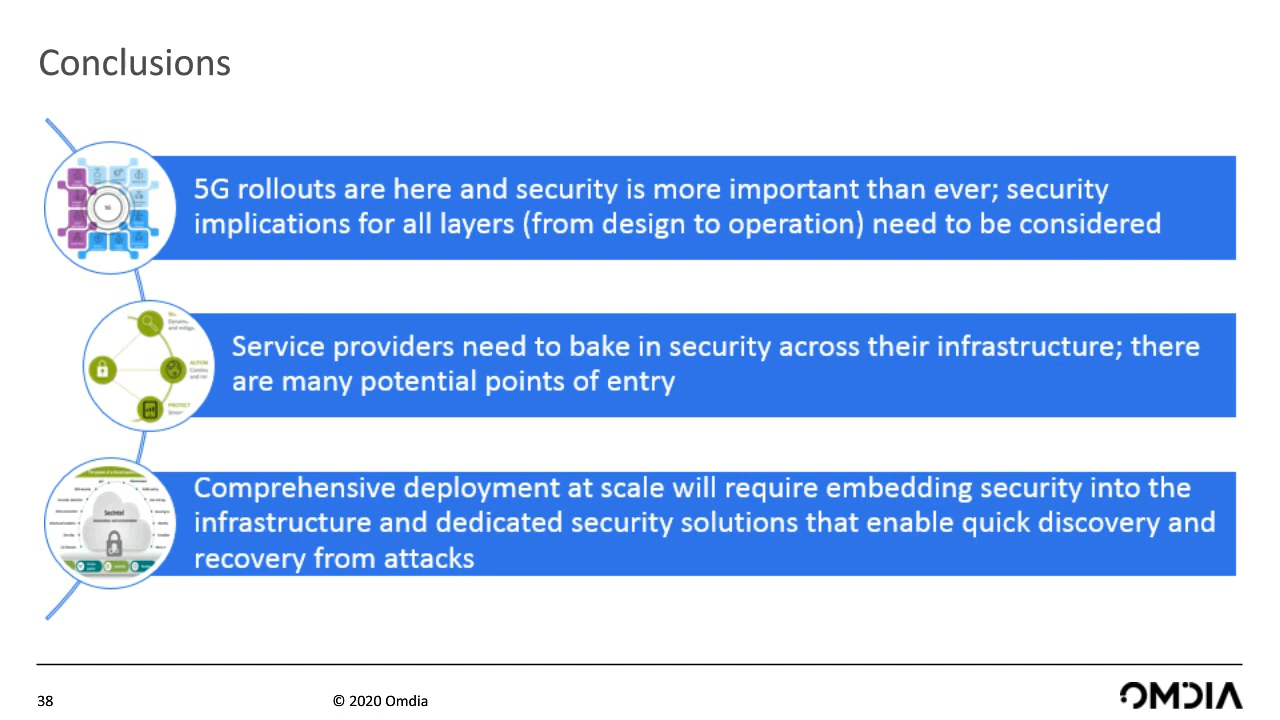 Conclusions
5G rollouts are here and security is more important than ever; security
implications for all layers (from design to operation) need to be considered
Service providers need to bake in security across their infrastructure; there
are many potential points of entry
PROTECT
SecIntel
Comprehensive deployment at scale will require embedding security into the
infrastructure and dedicated security solutions that enable quick discovery and
recovery from attacks
38
© 2020 Omdia
OMDIA